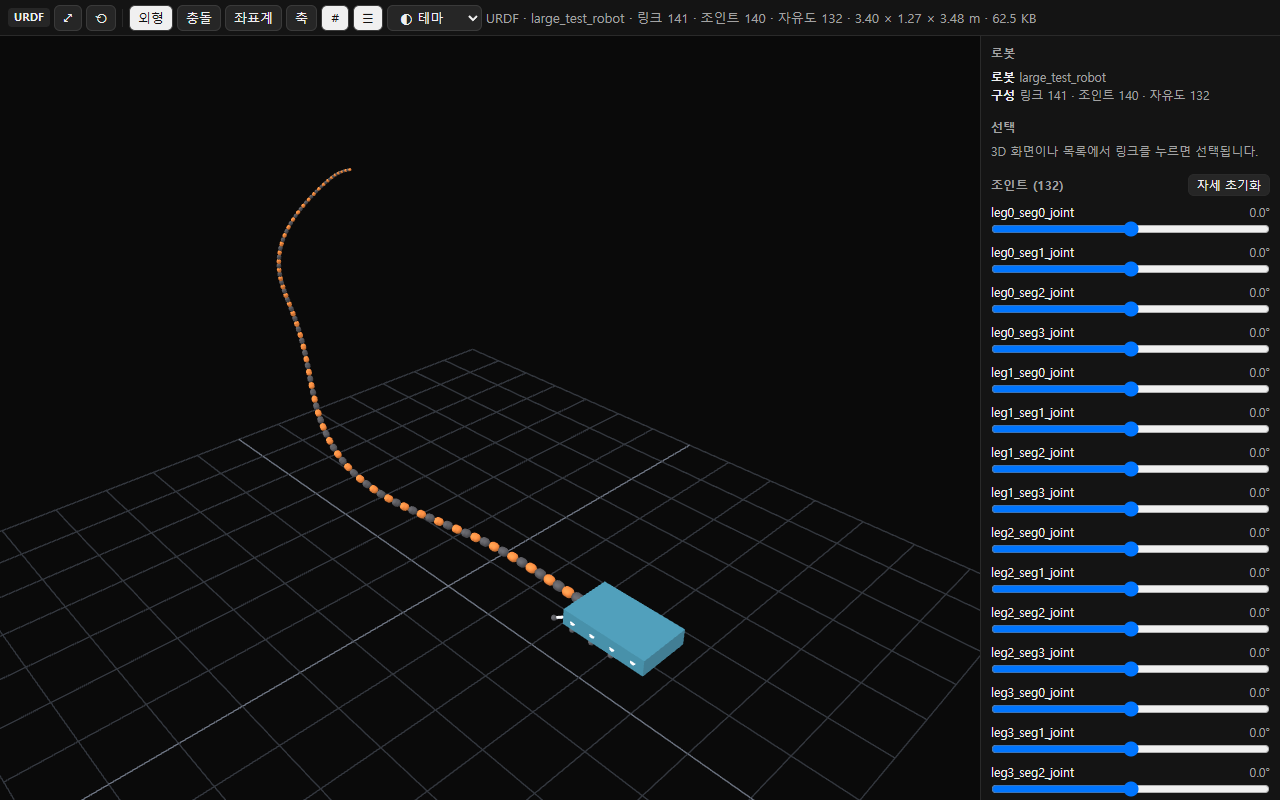 URDF ⤢ ⟲ 외형 충돌 좌표계 축 # ☰ ◐ 테마 URDF · large_test_robot · 링크 141 · 조인트 140 · 자유도 132 · 3.40 × 1.27 × 3.48 m · 62.5 KB
로봇
로봇 large_test_robot
구성 링크 141 · 조인트 140 · 자유도 132
선택
3D 화면이나 목록에서 링크를 누르면 선택됩니다.
조인트 (132) 자세 초기화
leg0_seg0_joint 0.0°
leg0_seg1_joint 0.0°
leg0_seg2_joint 0.0°
leg0_seg3_joint 0.0°
leg1_seg0_joint 0.0°
leg1_seg1_joint 0.0°
leg1_seg2_joint 0.0°
leg1_seg3_joint 0.0°
leg2_seg0_joint 0.0°
leg2_seg1_joint 0.0°
leg2_seg2_joint 0.0°
leg2_seg3_joint 0.0°
leg3_seg0_joint 0.0°
leg3_seg1_joint 0.0°
leg3_seg2_joint 0.0°